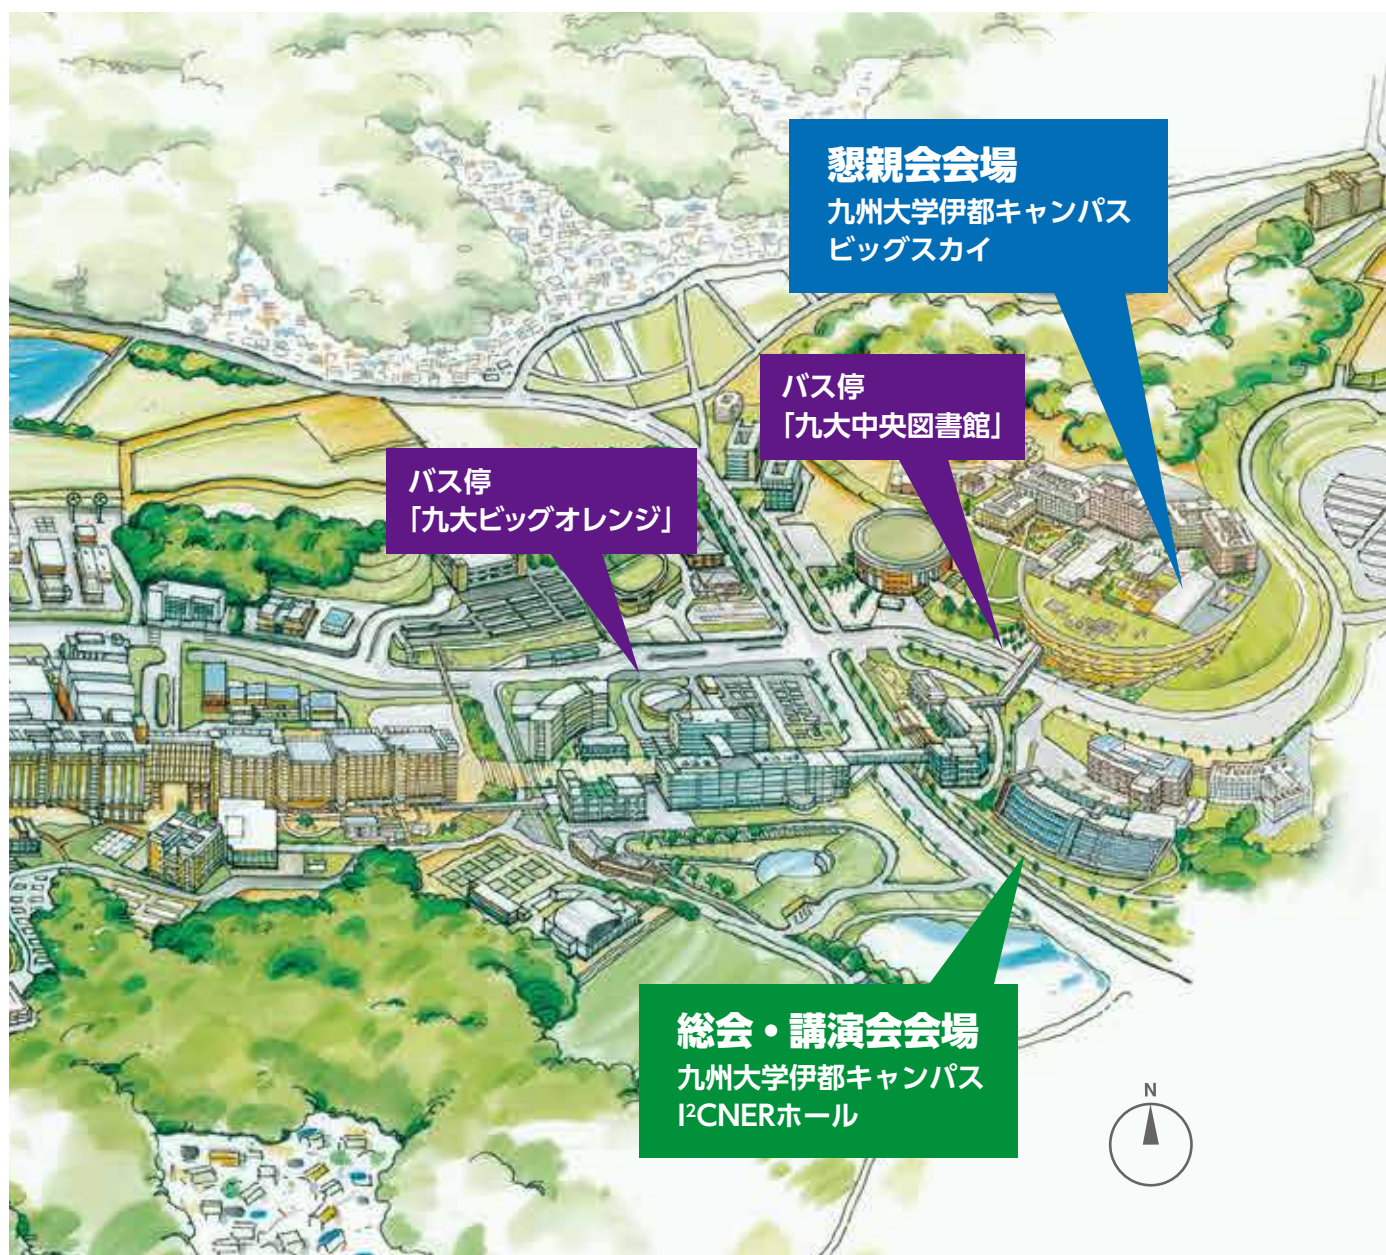 懇親会会場
九州大学伊都キャンパス
ビッグスカイ
バス停
「九大中央図書館」
バス停
「九大ビッグオレンジ」
総会・講演会会場
九州大学伊都キャンパス
I²CNERホール
N